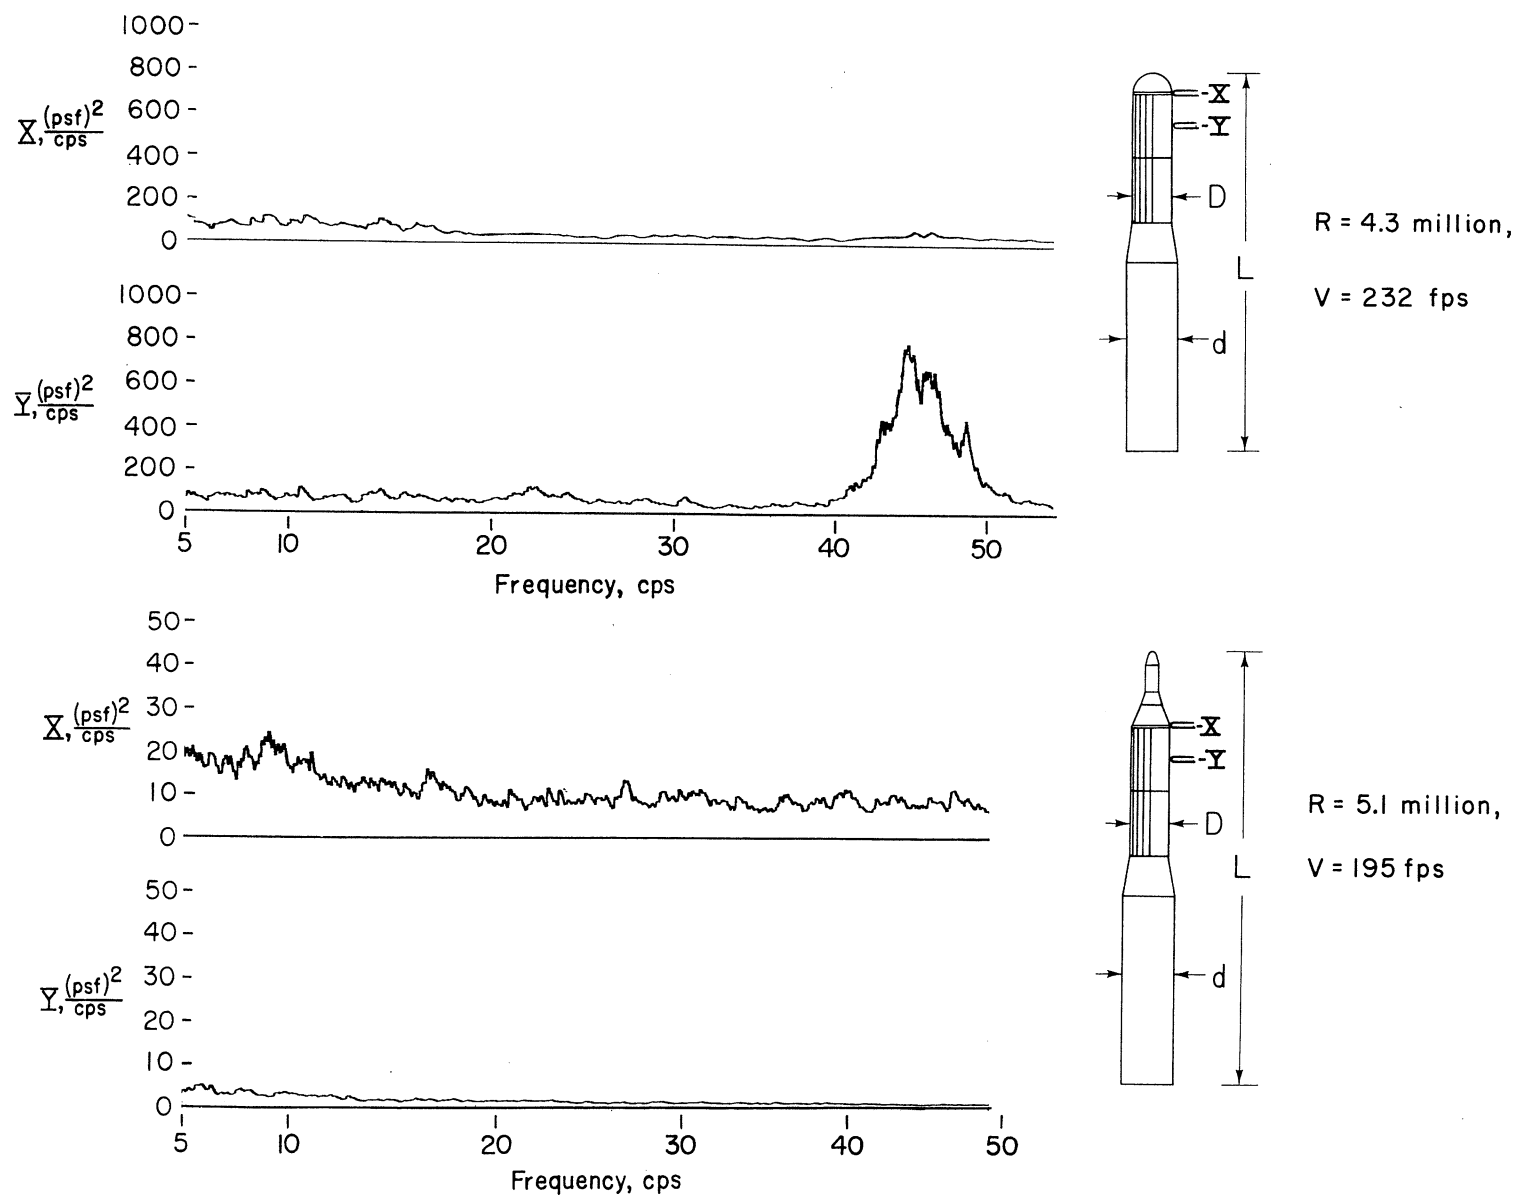 1000
800
600
400
200
0
X, (psf)2/cps
1000
800
600
400
200
0
Y, (psf)2/cps
5 10 20 30 40 50
Frequency, cps
X
Y
D
L
d
R = 4.3 million,
V = 232 fps
50
40
30
20
10
0
X, (psf)2/cps
50
40
30
20
10
0
Y, (psf)2/cps
5 10 20 30 40 50
Frequency, cps
X
Y
D
L
d
R = 5.1 million,
V = 195 fps